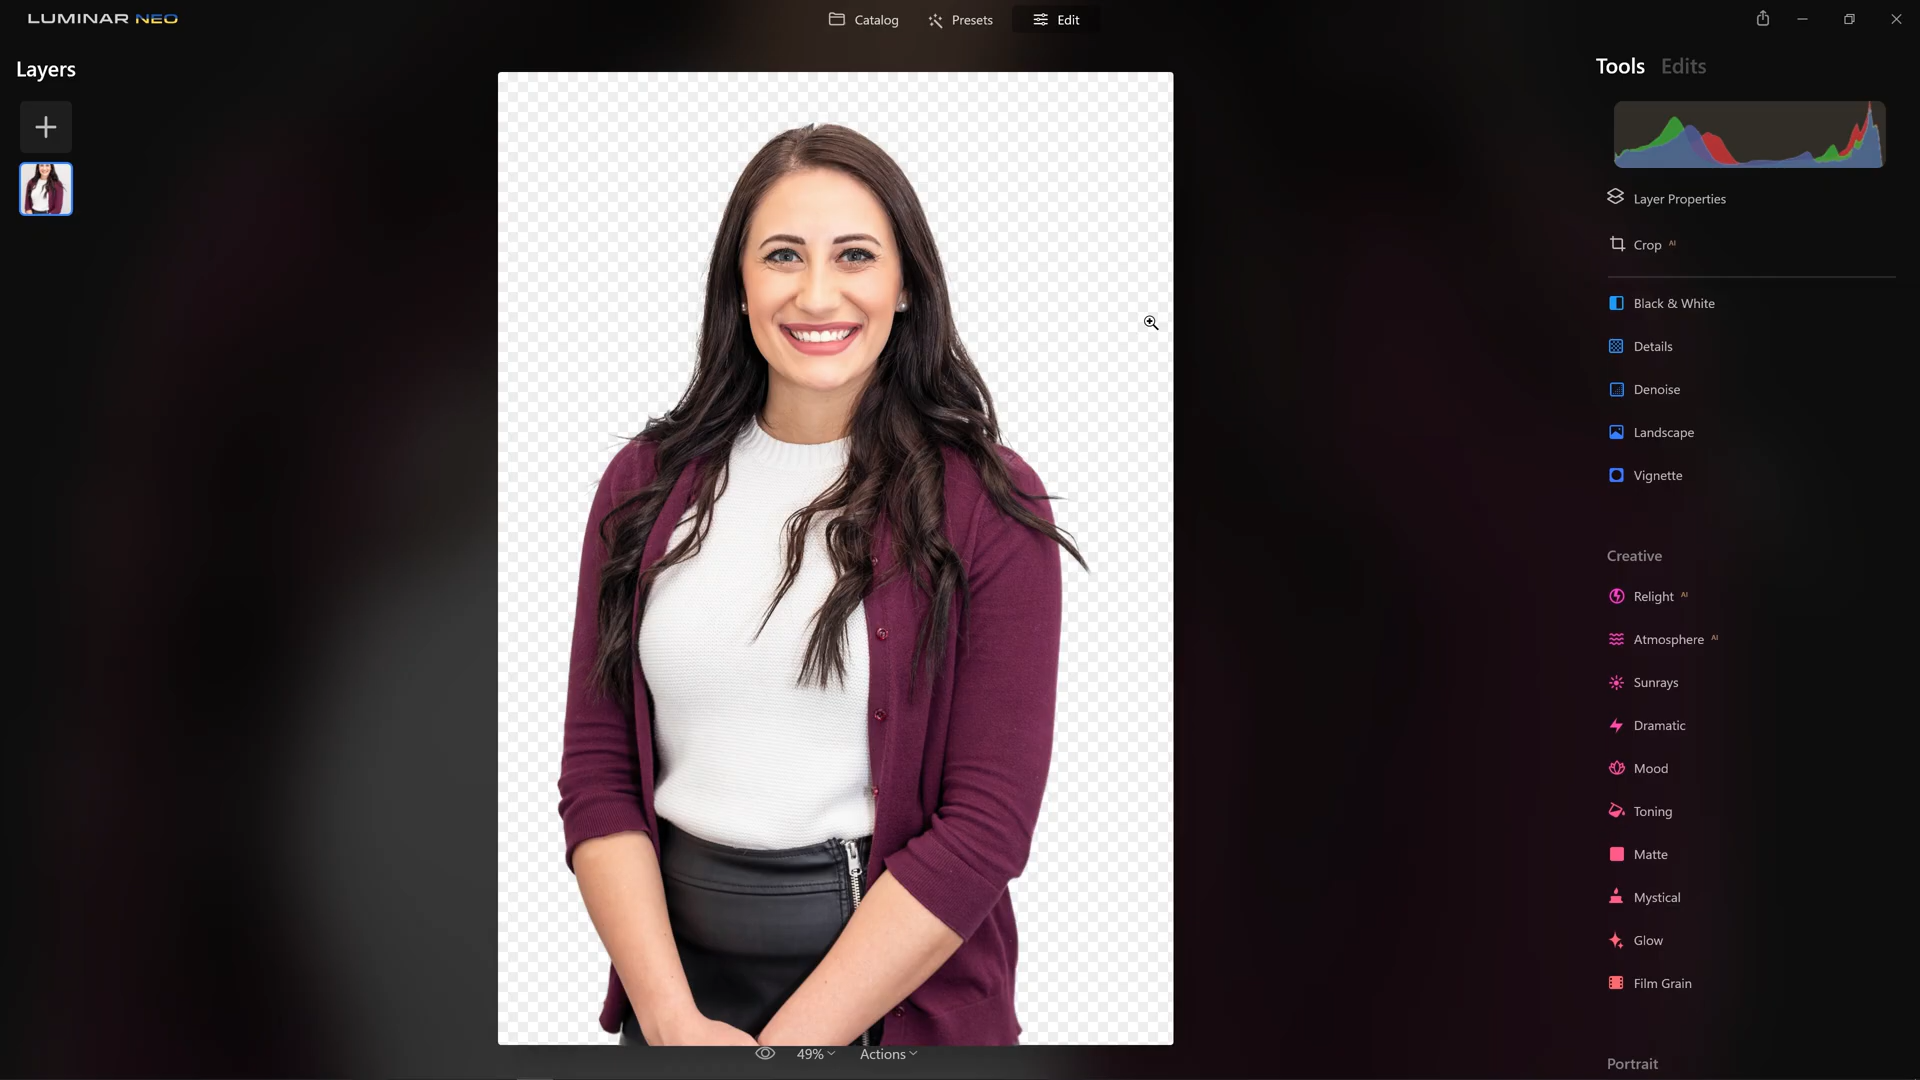 LUMINAR NEO
Catalog
Presets
Edit
Layers
Tools Edits
Layer Properties
Crop AI
Black & White
Details
Denoise
Landscape
Vignette
Creative
Relight AI
Atmosphere AI
Sunrays
Dramatic
Mood
Toning
Matte
Mystical
Glow
Film Grain
Portrait
49%
Actions